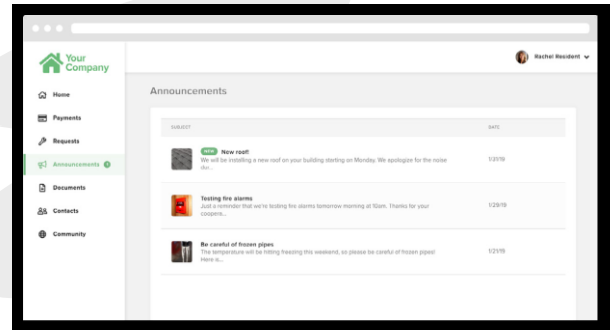 Your
Company
Rachel Resident
Home
Payments
Requests
Announcements
Documents
Contacts
Community
Announcements
SUBJECT
DATE
NEW New roof!
We will be installing a new roof on your building starting on Monday. We apologize for the noise
dur...
1/31/19
Testing fire alarms
Just a reminder that we're testing fire alarms tomorrow morning at 10am. Thanks for your
coopera...
1/29/19
Be careful of frozen pipes
The temperature will be hitting freezing this weekend, so please be careful of frozen pipes!
Here is...
1/21/19